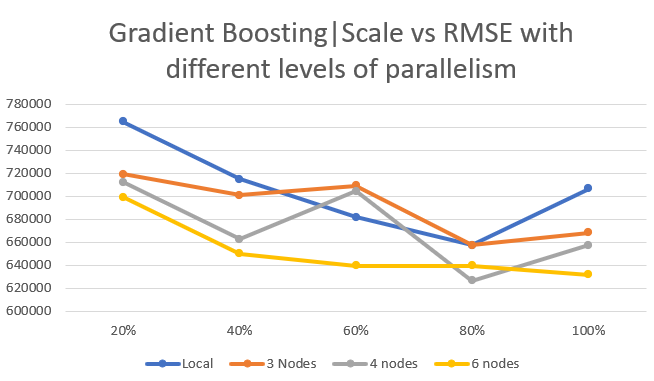 Gradient Boosting|Scale vs RMSE with
different levels of parallelism
780000
760000
740000
720000
700000
680000
660000
640000
620000
600000
20% 40% 60% 80% 100%
Local 3 Nodes 4 nodes 6 nodes